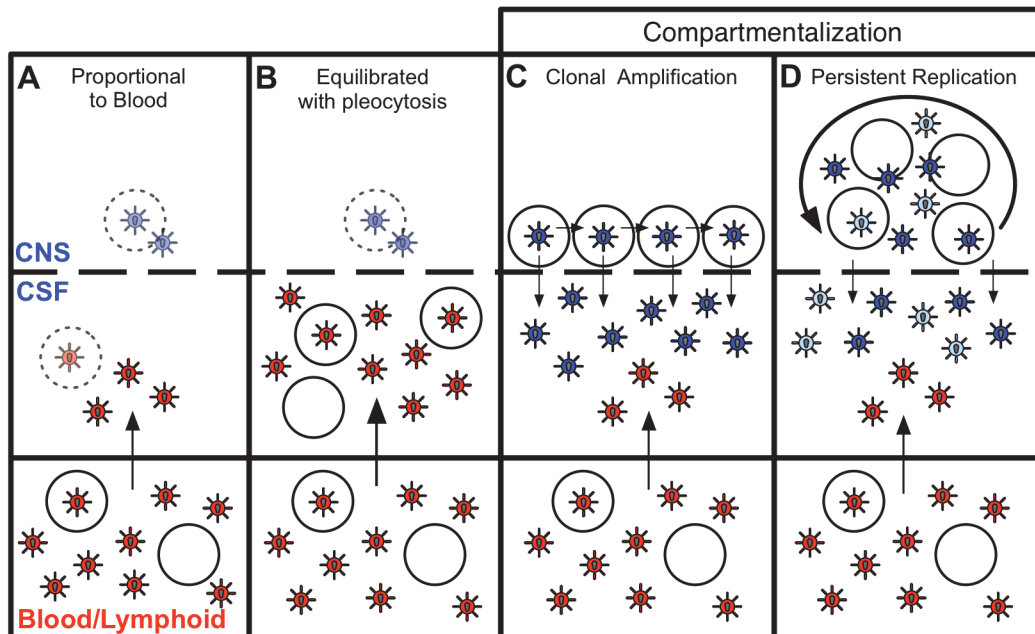 Compartmentalization
A Proportional
to Blood
B Equilibrated
with pleocytosis
C Clonal Amplification
D Persistent Replication
CNS
CSF
Blood/Lymphoid